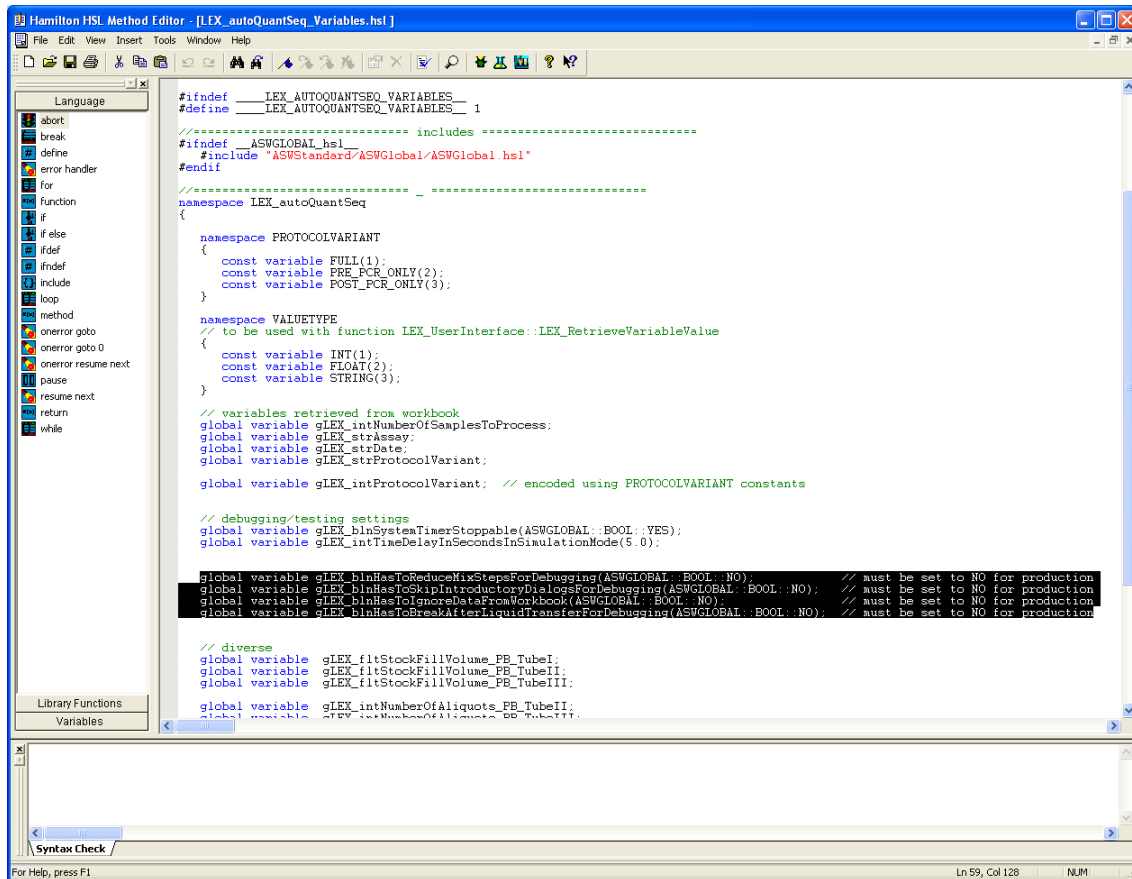 Hamilton HSL Method Editor - [LEX_autoQuantSeq_Variables.hsl ]
File Edit View Insert Tools Window Help
Language
abort
break
define
error handler
for
function
if
if else
ifdef
ifndef
include
loop
method
onerror goto
onerror goto 0
onerror resume next
pause
resume next
return
while
Library Functions
Variables
#ifndef ____LEX_AUTOQUANTSEQ_VARIABLES__
#define ____LEX_AUTOQUANTSEQ_VARIABLES__ 1
//============================== includes ==============================
#ifndef __ASWGLOBAL_hsl__
#include "ASWStandard/ASWGlobal/ASWGlobal.hsl"
#endif
//============================== _ ==============================
namespace LEX_autoQuantSeq
{
namespace PROTOCOLVARIANT
{
const variable FULL(1);
const variable PRE_PCR_ONLY(2);
const variable POST_PCR_ONLY(3);
}
namespace VALUETYPE
// to be used with function LEX_UserInterface::LEX_RetrieveVariableValue
{
const variable INT(1);
const variable FLOAT(2);
const variable STRING(3);
}
// variables retrieved from workbook
global variable gLEX_intNumberOfSamplesToProcess;
global variable gLEX_strAssay;
global variable gLEX_strDate;
global variable gLEX_strProtocolVariant;
global variable gLEX_intProtocolVariant; // encoded using PROTOCOLVARIANT constants
// debugging/testing settings
global variable gLEX_blnSystemTimerStoppable(ASWGLOBAL::BOOL::YES);
global variable gLEX_intTimeDelayInSecondsInSimulationMode(5.0);
global variable gLEX_blnHasToReduceMixStepsForDebugging(ASWGLOBAL::BOOL::NO); // must be set to NO for production
global variable gLEX_blnHasToSkipIntroductoryDialogsForDebugging(ASWGLOBAL::BOOL::NO); // must be set to NO for production
global variable gLEX_blnHasToIgnoreDataFromWorkbook(ASWGLOBAL::BOOL::NO); // must be set to NO for production
global variable gLEX_blnHasToBreakAfterLiquidTransferForDebugging(ASWGLOBAL::BOOL::NO); // must be set to NO for production
// diverse
global variable gLEX_fltStockFillVolume_PB_TubeI;
global variable gLEX_fltStockFillVolume_PB_TubeII;
global variable gLEX_fltStockFillVolume_PB_TubeIII;
global variable gLEX_intNumberOfAliquots_PB_TubeII;
global variable gLEX_intNumberOfAliquots_PB_TubeIII;
Syntax Check
For Help, press F1
Ln 59, Col 128
NUM